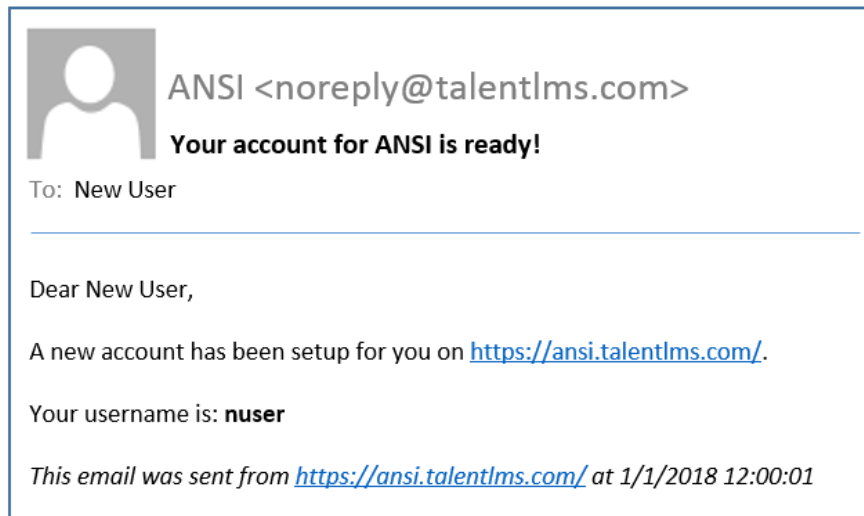 ANSI <noreply@talentlms.com>
Your account for ANSI is ready!
To: New User
Dear New User,
A new account has been setup for you on https://ansi.talentlms.com/.
Your username is: nuser
This email was sent from https://ansi.talentlms.com/ at 1/1/2018 12:00:01